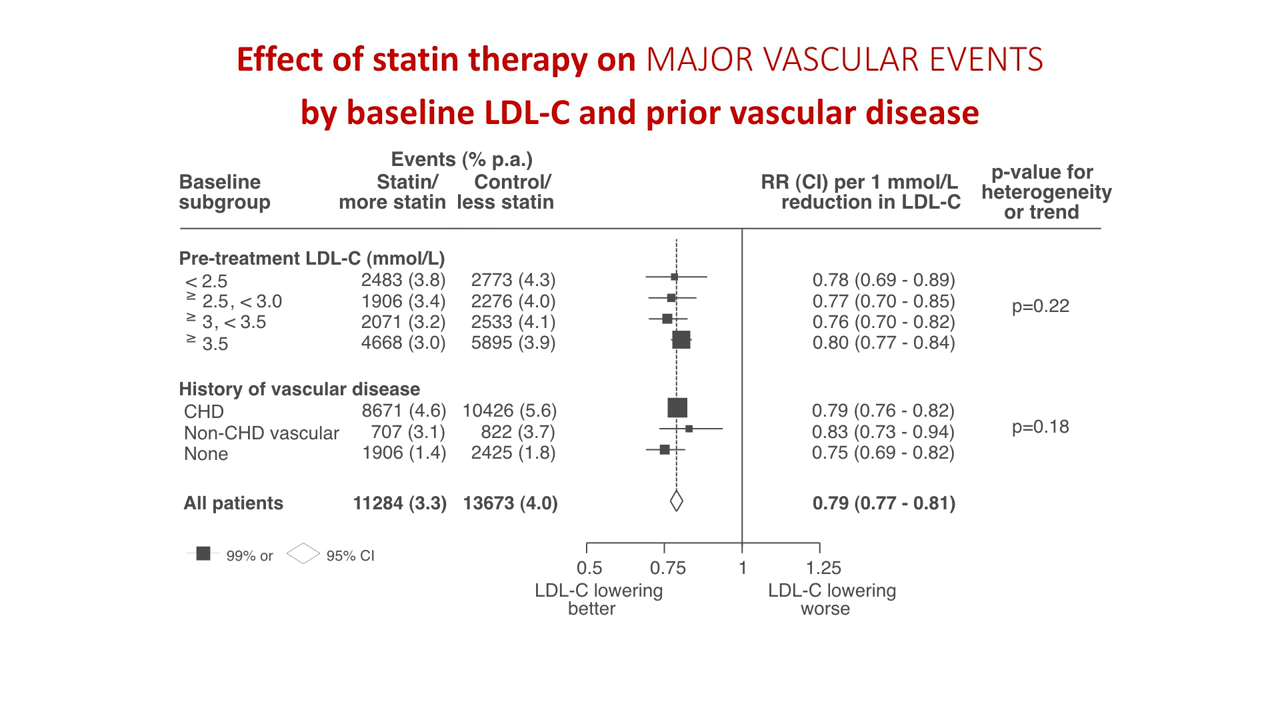 Effect of statin therapy on MAJOR VASCULAR EVENTS
by baseline LDL-C and prior vascular disease
Events (% p.a.)
Baseline subgroup
Statin/ more statin
Control/ less statin
RR (CI) per 1 mmol/L reduction in LDL-C
p-value for heterogeneity or trend
Pre-treatment LDL-C (mmol/L)
< 2.5 2483 (3.8) 2773 (4.3) 0.78 (0.69 - 0.89)
≥ 2.5, < 3.0 1906 (3.4) 2276 (4.0) 0.77 (0.70 - 0.85)
p=0.22
≥ 3, < 3.5 2071 (3.2) 2533 (4.1) 0.76 (0.70 - 0.82)
≥ 3.5 4668 (3.0) 5895 (3.9) 0.80 (0.77 - 0.84)
History of vascular disease
CHD 8671 (4.6) 10426 (5.6) 0.79 (0.76 - 0.82)
Non-CHD vascular 707 (3.1) 822 (3.7) 0.83 (0.73 - 0.94) p=0.18
None 1906 (1.4) 2425 (1.8) 0.75 (0.69 - 0.82)
All patients 11284 (3.3) 13673 (4.0) 0.79 (0.77 - 0.81)
99% or 95% CI
0.5 0.75 1 1.25
LDL-C lowering better
LDL-C lowering worse